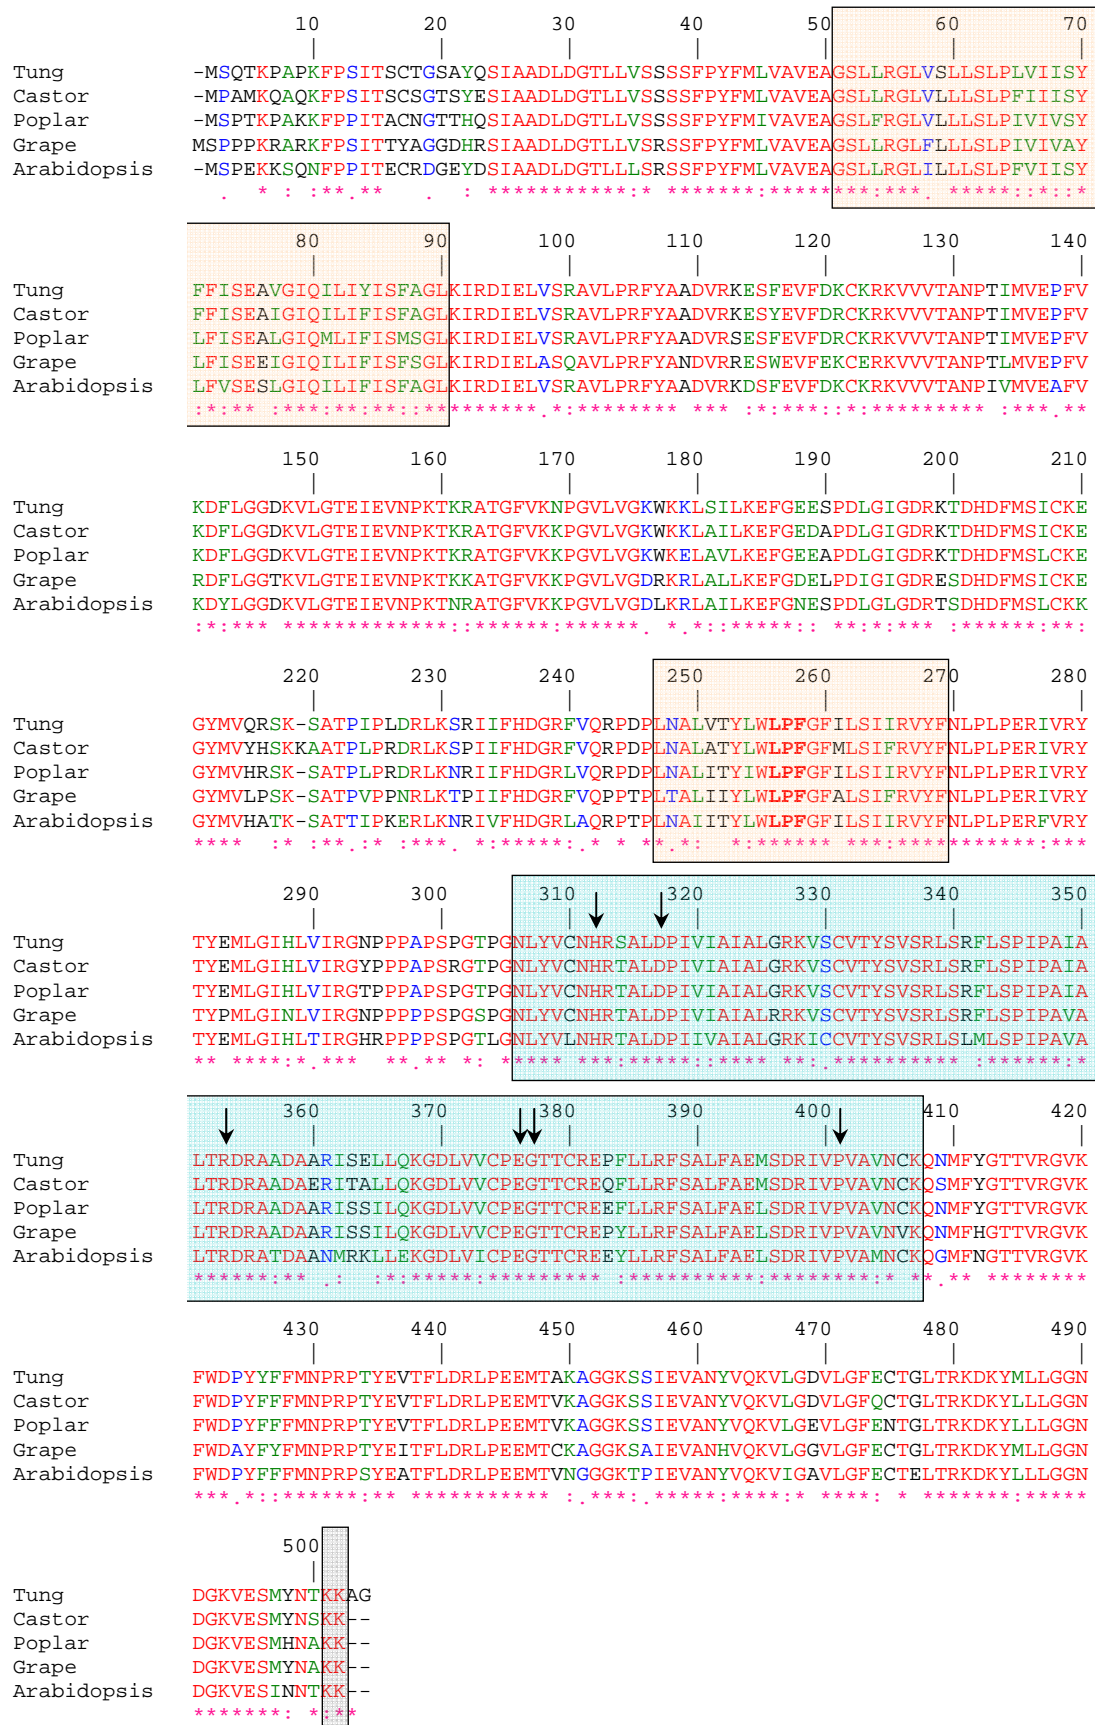 10 20 30 40 50 60 70
Tung -MSQTKPAPKFPSITSCTGSAYQSIAADLDGTLLVSSSSFPYFMLVAVEAGSLLRGLVSLLSLPLVIISY
Castor -MPAMKQAQKFPSITSCSGTSYESIAADLDGTLLVSSSSFPYFMLVAVEAGSLLRGLVLLLSLPFIIISY
Poplar -MSPTKPAKKFPPITACNGTTHQSIAADLDGTLLVSSSSFPYFMIVAVEAGSLFRGLVLLLSLPIVIVSY
Grape MSPPPKRARKFPSITTYAGGDHRSIAADLDGTLLVSRSSFPYFMLVAVEAGSLLRGLFLLLSLPIVIVAY
Arabidopsis -MSPEKKSQNFPPITECRDGEYDSIAADLDGTLLLSRSSFPYFMLVAVEAGSLLRGLILLLSLPFVIISY
. * : :**.** . : ***********:* *******:********:***. *****::**:*
80 90 100 110 120 130 140
Tung FFISEAVGIQILIYISFAGLKIRDIELVSRAVLPRFYAADVRKESFEVFDKCKRKVVVTANPTIMVEPFV
Castor FFISEAIGIQILIFISFAGLKIRDIELVSRAVLPRFYAADVRKESYEVFDRCKRKVVVTANPTIMVEPFV
Poplar LFISEALGIQMLIFISMSGLKIRDIELVSRAVLPRFYAADVRSESFEVFDRCKRKVVVTANPTIMVEPFV
Grape LFISEEIGIQILIFISFSGLKIRDIELASQAVLPRFYANDVRRESWEVFEKCERKVVVTANPTLMVEPFV
Arabidopsis LFVSESLGIQILIFISFAGLKIRDIELVSRAVLPRFYAADVRKDSFEVFDKCKRKVVVTANPIVMVEAFV
:*:** :***:**:**::*********.*:******** *** :*:***::*:********* :***.**
150 160 170 180 190 200 210
Tung KDFLGGDKVLGTEIEVNPKTKRATGFVKNPGVLVGKWKKLSILKEFGEESPDLGIGDRKTDHDFMSICKE
Castor KDFLGGDKVLGTEIEVNPKTKRATGFVKKPGVLVGKWKKLAILKEFGEDAPDLGIGDRKTDHDFMSICKE
Poplar KDFLGGDKVLGTEIEVNPKTKRATGFVKKPGVLVGKWKELAVLKEFGEEAPDLGIGDRKTDHDFMSLCKE
Grape RDFLGGTKVLGTEIEVNPKTKKATGFVKKPGVLVGDRKRLALLKEFGDELPDIGIGDRESDHDFMSICKE
Arabidopsis KDYLGGDKVLGTEIEVNPKTNRATGFVKKPGVLVGDLKRLAILKEFGNESPDLGLGDRTSDHDFMSLCKK
:*:*** *************::******:******. *.*::*****:: **:*:*** :******:**:
220 230 240 250 260 270 280
Tung GYMVQRSK-SATPIPLDRLKSRIIFHDGRFVQRPDPLNALVTYLWLPFGFILSIIRVYFNLPLPERIVRY
Castor GYMVYHSKKAATPLPRDRLKSPIIFHDGRFVQRPDPLNALATYLWLPFGFMLSIFRVYFNLPLPERIVRY
Poplar GYMVHRSK-SATPLPRDRLKNRIIFHDGRLVQRPDPLNALITYIWLPFGFILSIIRVYFNLPLPERIVRY
Grape GYMVLPSK-SATPVPPNRLKTPIIFHDGRFVQPPTPLTALIIYLWLPFGFALSIFRVYFNLPLPERIVRY
Arabidopsis GYMVHATK-SATTIPKERLKNRIVFHDGRLAQRPTPLNAIITYLWLPFGFILSIIRVYFNLPLPERFVRY
**** :* :**.:* :***. *:*****:.* * **.*: *:****** ***:***********:***
290 300 310 320 330 340 350
Tung TYEMLGIHLVIRGNPPPAPSPGTPGNLYVCNHRSALDPIVIAIALGRKVSCVTYSVSRLSRFLSPIPAIA
Castor TYEMLGIHLVIRGYPPPAPSRGTPGNLYVCNHRTALDPIVIAIALGRKVSCVTYSVSRLSRFLSPIPAIA
Poplar TYEMLGIHLVIRGTPPPAPSPGTPGNLYVCNHRTALDPIVIAIALGRKVSCVTYSVSRLSRFLSPIPAIA
Grape TYPMLGINLVIRGNPPPPPSPGSPGNLYVCNHRTALDPIVIAIALRRKVSCVTYSVSRLSRFLSPIPAVA
Arabidopsis TYEMLGIHLTIRGHRPPPPSPGTLGNLYVLNHRTALDPIIVAIALGRKICCVTYSVSRLSLMLSPIPAVA
** ****:*.*** **.** *: ***** ***:*****::**** **:.********** :******:*
360 370 380 390 400 410 420
Tung LTRDRAADAARISELLQKGDLVVCPEGTTCREPFLLRFSALFAEMSDRIVPVAVNCKQNMFYGTTVRGVK
Castor LTRDRAADAERITALLQKGDLVVCPEGTTCREQFLLRFSALFAEMSDRIVPVAVNCKQSMFYGTTVRGVK
Poplar LTRDRAADAARISSILQKGDLVVCPEGTTCREEFLLRFSALFAEMSDRIVPVAVNCKQNMFYGTTVRGVK
Grape LTRDRAADAARISSILQKGDLVVCPEGTTCREPYLLRFSALFAEMSDRIVPVAVNVKQNMFHGTTVRGVK
Arabidopsis LTRDRATDAANMRKLLEKGDLVICPEGTTCREEYLLRFSALFAELSDRIVPVAMNCKQGMFNGTTVRGVK
******:** .: :*:*****:********* :**********:********:* **.** ********
430 440 450 460 470 480 490
Tung FWDPYYFFMNPRPTYEVTFLDRLPEEMTAKAGGKSSIEVANYVQKVLGDVLGFECTGLTRKDKYMLLGGN
Castor FWDPYFFFMNPRPTYEVTFLDRLPEEMTVKAGGKSSIEVANYVQKVLGDVLGFQCTGLTRKDKYLLLGGN
Poplar FWDPYFFFMNPRPTYEVTFLDRLPEEMTVKAGGKSSIEVANYVQKVLGEVLGFENTGLTRKDKYLLLGGN
Grape FWDAYFYFMNPRPTYEITFLDRLPEEMTCKAGGKSAIEVANHVQKVLGGVLGFECTGLTRKDKYMLLGGN
Arabidopsis FWDPYFFFMNPRPSYEATFLDRLPEEMTVNGGGKTPIEVANYVQKVIGAVLGFECTELTRKDKYLLLGGN
***.*::******:** *********** :.***:.*****:****:* ****: * *******:*****
500
Tung DGKVESMYNTKKAG
Castor DGKVESMYNSKK--
Poplar DGKVESMHNAKK--
Grape DGKVESMYNAKK--
Arabidopsis DGKVESINNTKK--
******: *:**